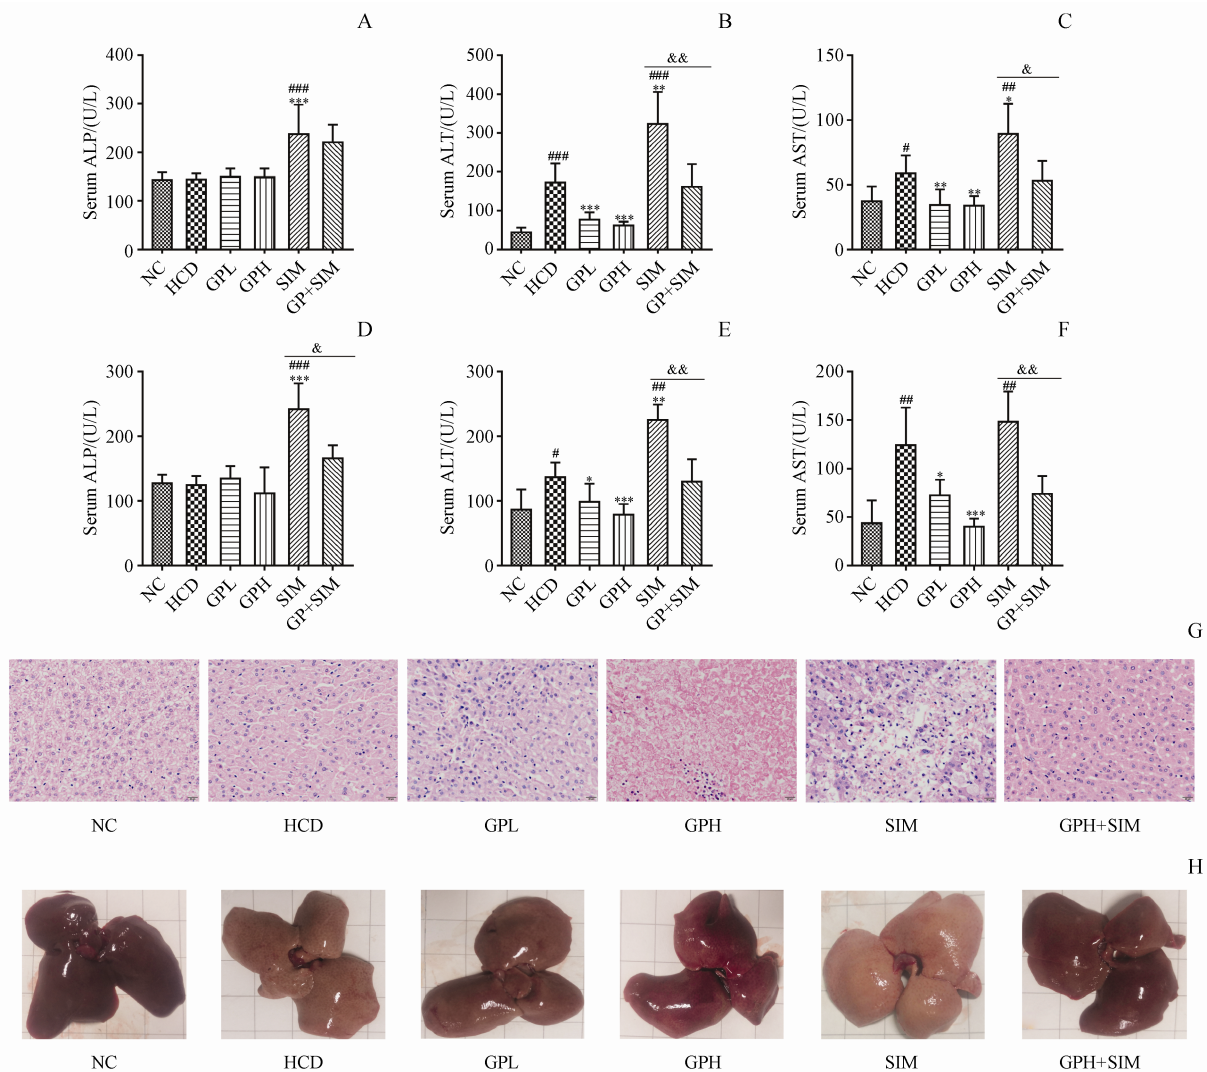 A
Serum ALP/(U/L)
400
300
200
100
0
###
***
NC
HCD
GPL
GPH
SIM
GP+SIM
B
Serum ALT/(U/L)
500
400
300
200
100
0
###
***
***
&&
###
**
NC
HCD
GPL
GPH
SIM
GP+SIM
C
Serum AST/(U/L)
150
100
50
0
#
**
**
&
##
*
NC
HCD
GPL
GPH
SIM
GP+SIM
D
Serum ALP/(U/L)
300
200
100
0
&
###
***
NC
HCD
GPL
GPH
SIM
GP+SIM
E
Serum ALT/(U/L)
300
200
100
0
#
*
***
&&
##
**
NC
HCD
GPL
GPH
SIM
GP+SIM
F
Serum AST/(U/L)
200
150
100
50
0
##
*
***
&&
##
NC
HCD
GPL
GPH
SIM
GP+SIM
G
NC
HCD
GPL
GPH
SIM
GPH+SIM
H
NC
HCD
GPL
GPH
SIM
GPH+SIM